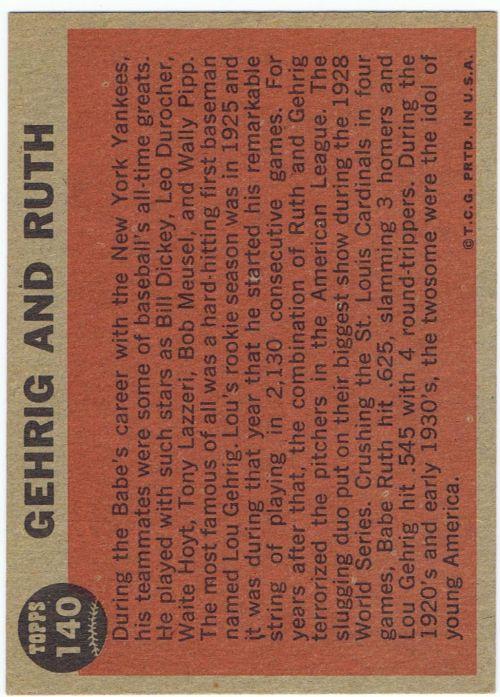 TOPPS
140
GEHRIG AND RUTH
During the Babe's career with the New York Yankees,
his teammates were some of baseball's all-time greats.
He played with such stars as Bill Dickey, Leo Durocher,
Waite Hoyt, Tony Lazzeri, Bob Meusel, and Wally Pipp.
The most famous of all was a hard-hitting first baseman
named Lou Gehrig. Lou's rookie season was in 1925 and
it was during that year that he started his remarkable
string of playing in 2,130 consecutive games. For
years after that, the combination of Ruth and Gehrig
terrorized the pitchers in the American League. The
slugging duo put on their biggest show during the 1928
World Series. Crushing the St. Louis Cardinals in four
games, Babe Ruth hit .625, slamming 3 homers and
Lou Gehrig hit .545 with 4 round-trippers. During the
1920's and early 1930's, the twosome were the idol of
young America.
© T.C.G. PRTD. IN U.S.A.